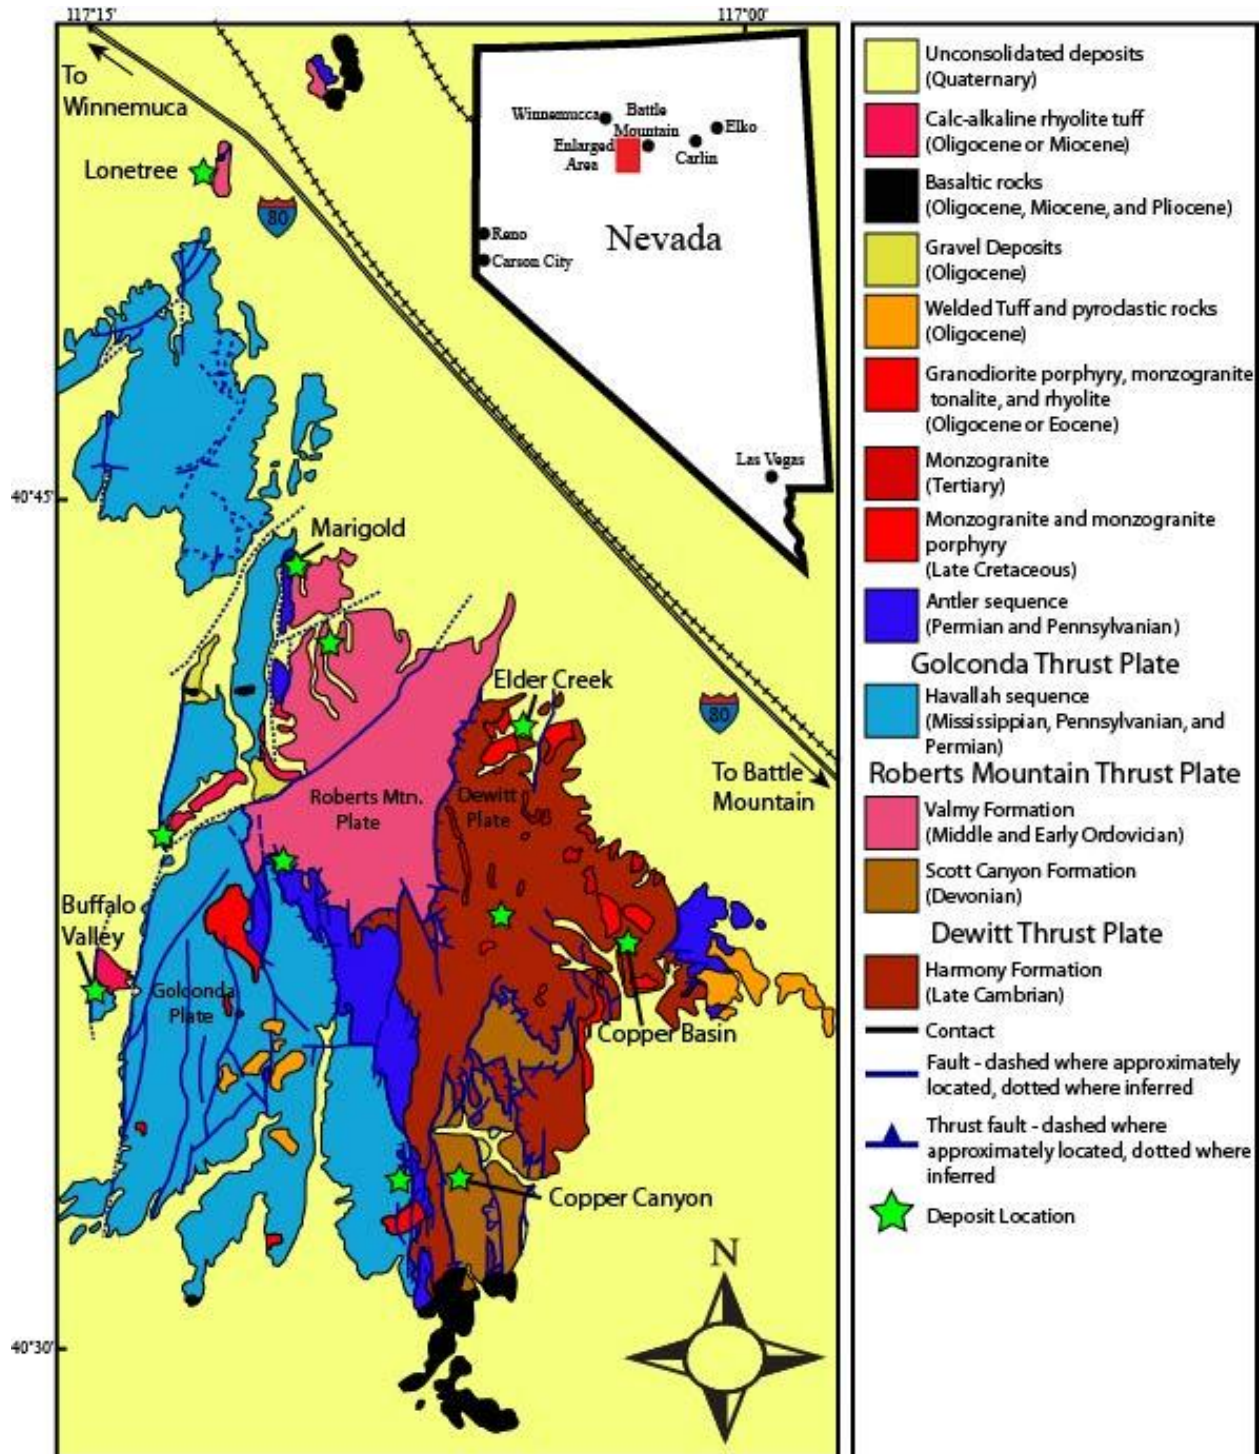 117°15'
117°00'
To
Winnemuca
Lonetree
80
Winnemucca
Battle
Mountain
Elko
Enlarged
Area
Carlin
Reno
Carson City
Nevada
Las Vegas
40°45'
Marigold
Elder Creek
80
To Battle
Mountain
Roberts Mtn.
Plate
Dewitt
Plate
Buffalo
Valley
Golconda
Plate
Copper Basin
Copper Canyon
N
40°30'
Unconsolidated deposits
(Quaternary)
Calc-alkaline rhyolite tuff
(Oligocene or Miocene)
Basaltic rocks
(Oligocene, Miocene, and Pliocene)
Gravel Deposits
(Oligocene)
Welded Tuff and pyroclastic rocks
(Oligocene)
Granodiorite porphyry, monzogranite
tonalite, and rhyolite
(Oligocene or Eocene)
Monzogranite
(Tertiary)
Monzogranite and monzogranite
porphyry
(Late Cretaceous)
Antler sequence
(Permian and Pennsylvanian)
Golconda Thrust Plate
Havallah sequence
(Mississippian, Pennsylvanian, and
Permian)
Roberts Mountain Thrust Plate
Valmy Formation
(Middle and Early Ordovician)
Scott Canyon Formation
(Devonian)
Dewitt Thrust Plate
Harmony Formation
(Late Cambrian)
Contact
Fault - dashed where approximately
located, dotted where inferred
Thrust fault - dashed where
approximately located, dotted where
inferred
Deposit Location